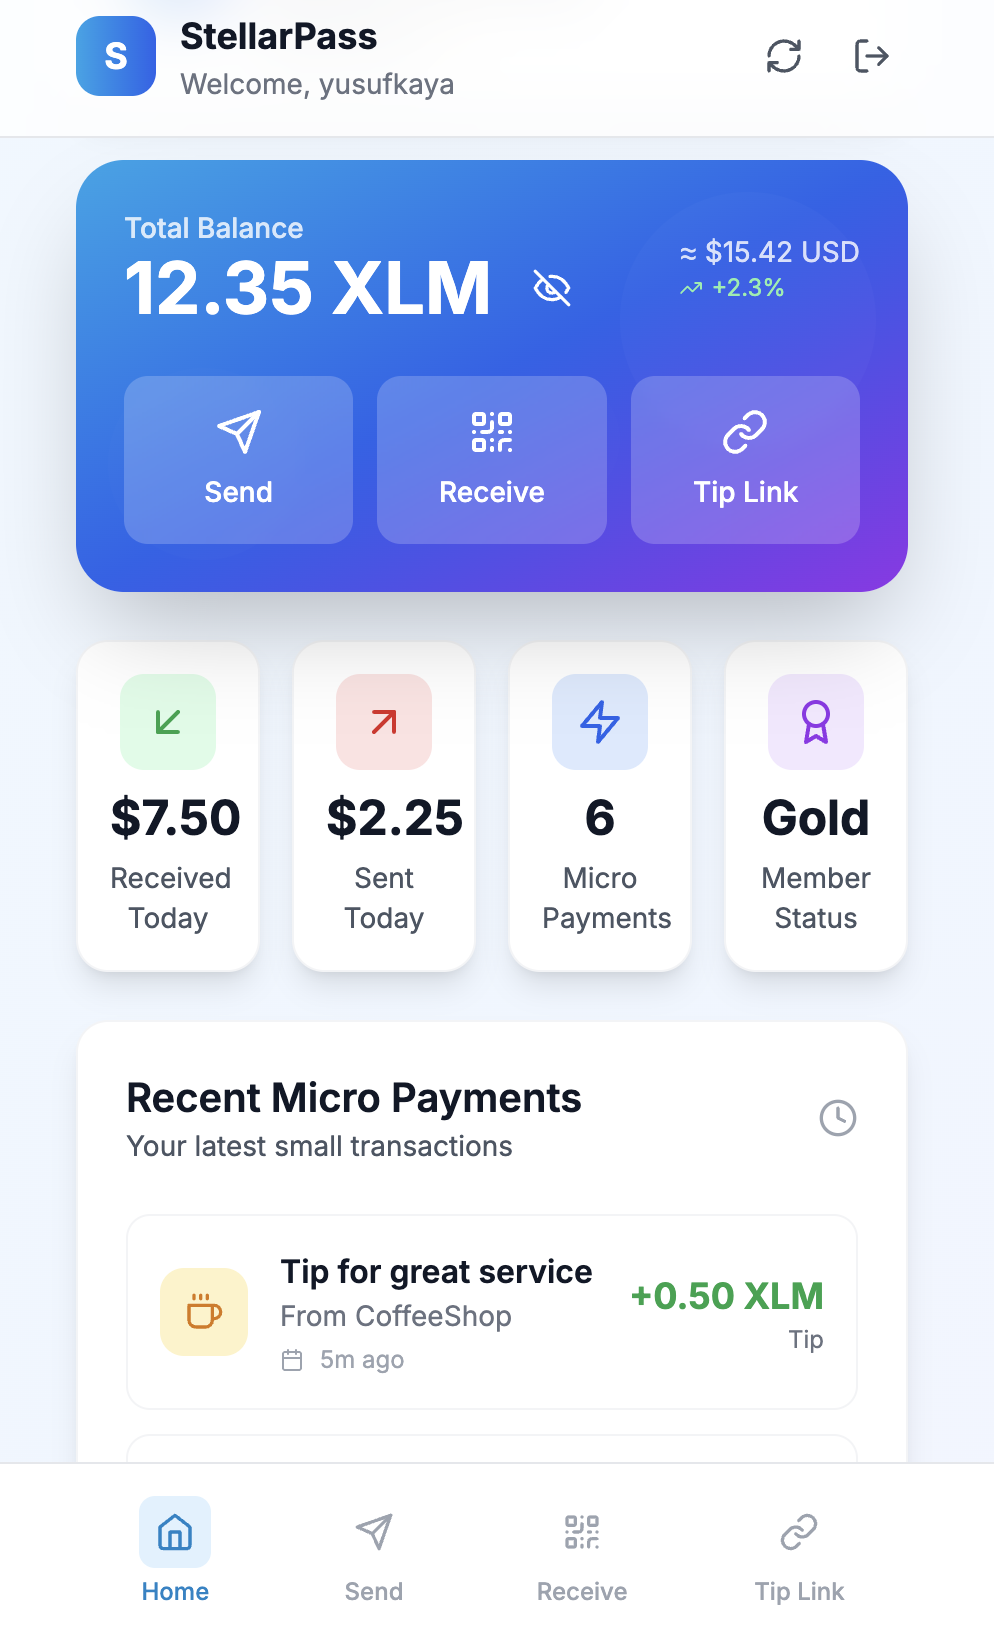 S
StellarPass
Welcome, yusufkaya
Total Balance
12.35 XLM
≈ $15.42 USD
+2.3%
Send
Receive
Tip Link
$7.50
Received
Today
$2.25
Sent
Today
6
Micro
Payments
Gold
Member
Status
Recent Micro Payments
Your latest small transactions
Tip for great service
From CoffeeShop
5m ago
+0.50 XLM
Tip
Home
Send
Receive
Tip Link